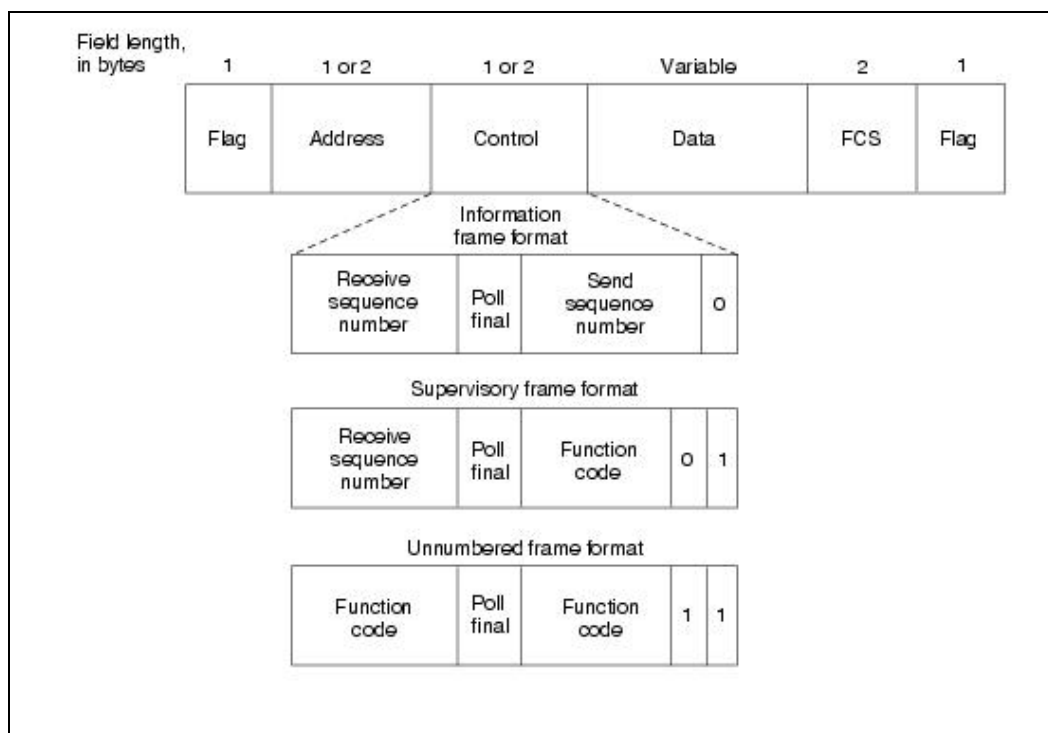 Field length,
in bytes 1 1 or 2 1 or 2 Variable 2 1
Flag Address Control Data FCS Flag
Information
frame format
Receive
sequence
number
Poll
final
Send
sequence
number
0
Supervisory frame format
Receive
sequence
number
Poll
final
Function
code
0 1
Unnumbered frame format
Function
code
Poll
final
Function
code
1 1